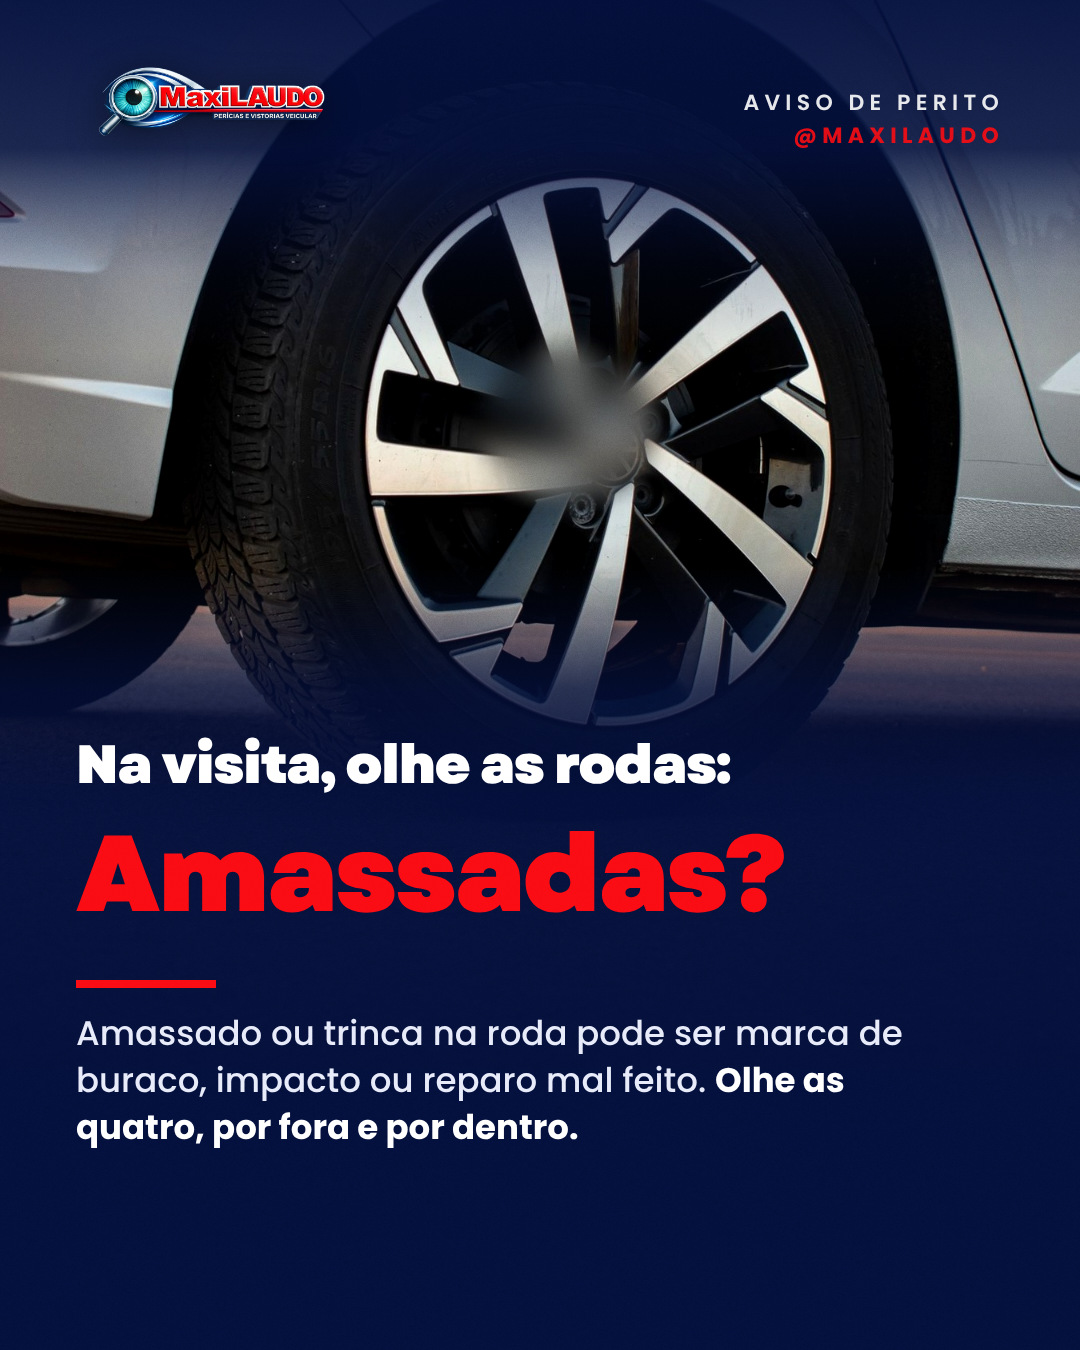 MaxiLAUDO
PERÍCIAS E VISTORIAS VEICULAR
AVISO DE PERITO
@MAXILAUDO
Na visita, olhe as rodas:
Amassadas?
Amassado ou trinca na roda pode ser marca de
buraco, impacto ou reparo mal feito. Olhe as
quatro, por fora e por dentro.